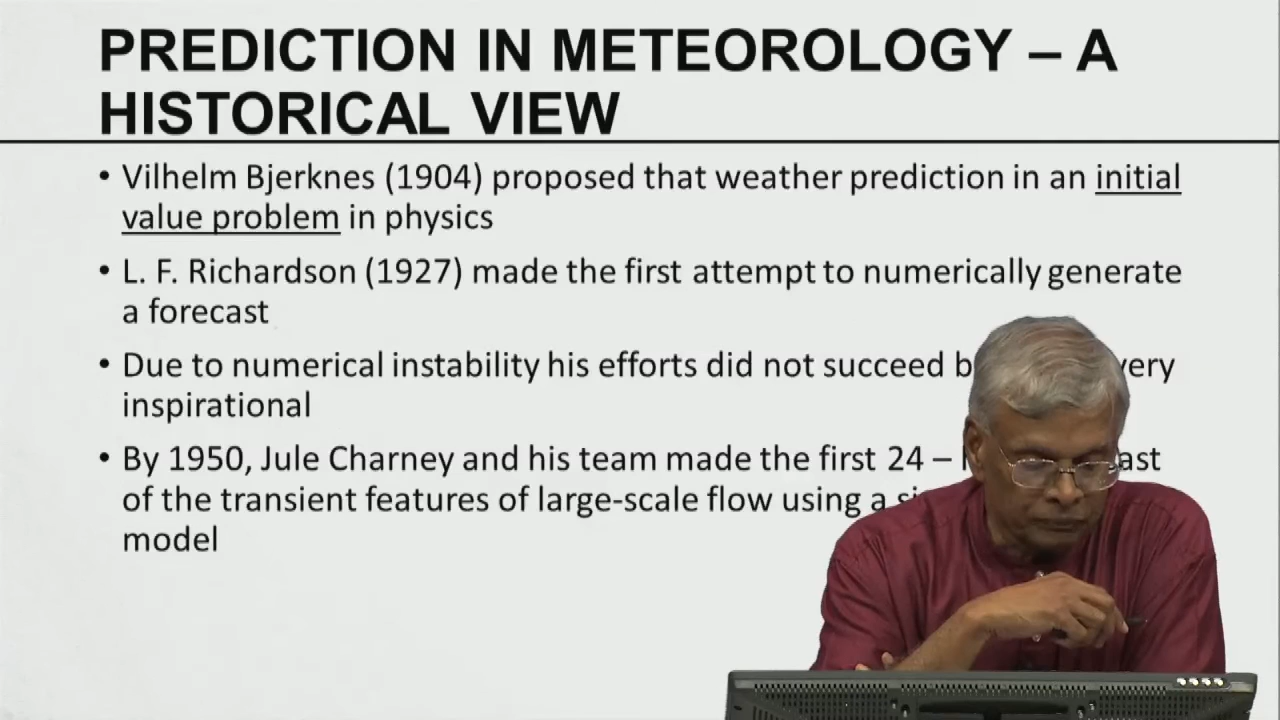 PREDICTION IN METEOROLOGY – A
HISTORICAL VIEW
• Vilhelm Bjerknes (1904) proposed that weather prediction in an initial
value problem in physics
• L. F. Richardson (1927) made the first attempt to numerically generate
a forecast
• Due to numerical instability his efforts did not succeed very
inspirational
• By 1950, Jule Charney and his team made the first 24 –
of the transient features of large-scale flow using a
model